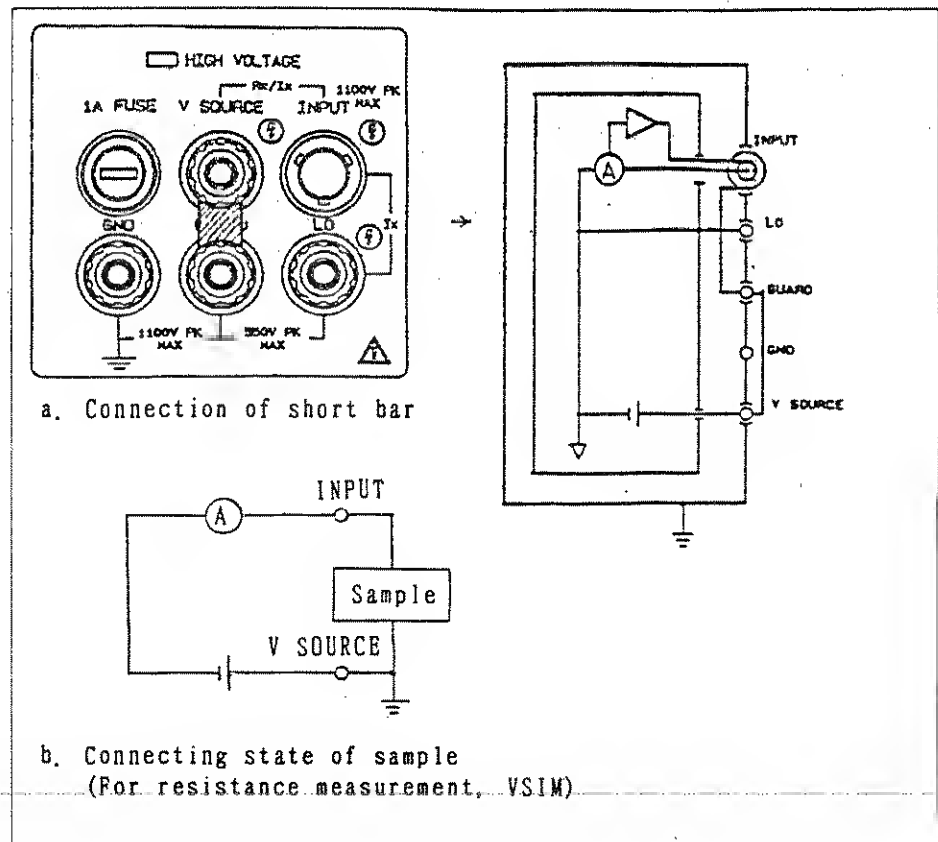 HIGH VOLTAGE
Rx/Ix
1100V PK
MAX
1A FUSE V SOURCE INPUT
GND LO
Ix
1100V PK
MAX
350V PK
MAX
a. Connection of short bar
INPUT
A
LO
GUARD
GND
V SOURCE
INPUT
A
Sample
V SOURCE
b. Connecting state of sample
(For resistance measurement, VSIM)